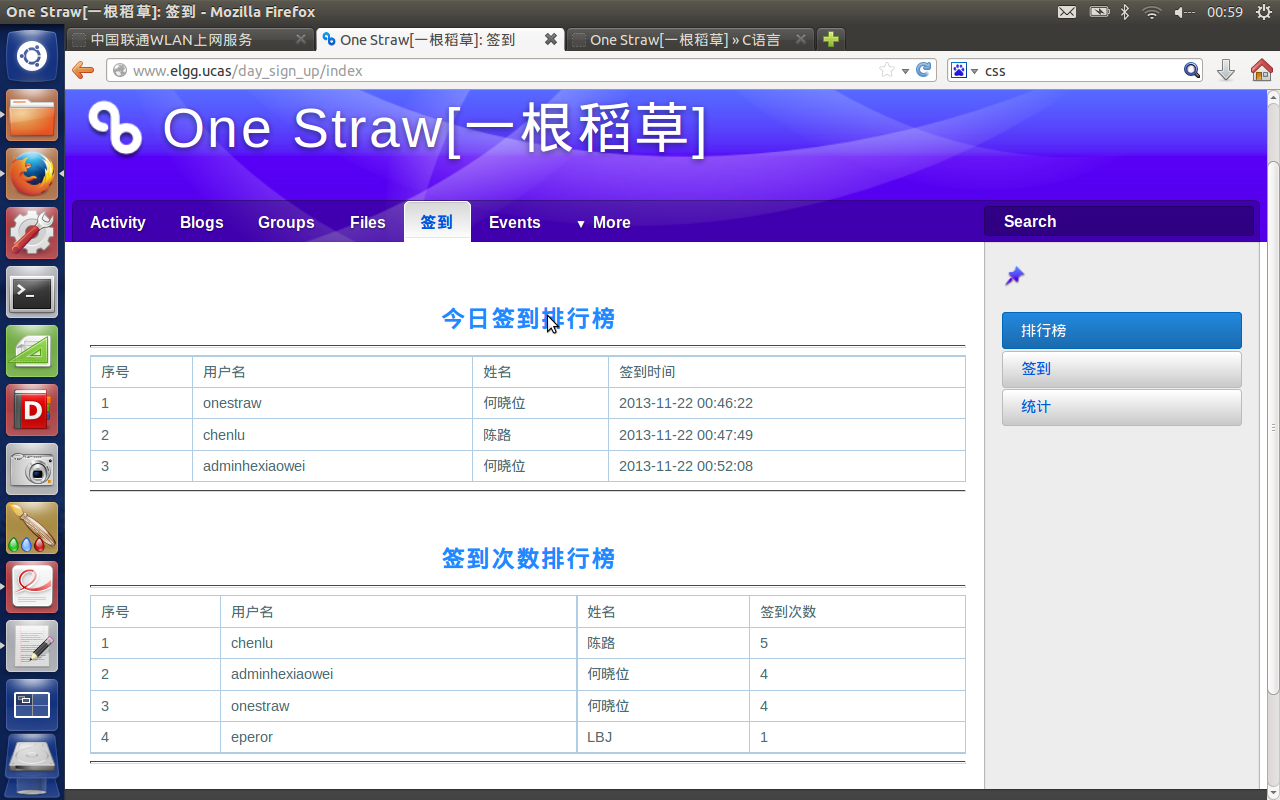 One Straw[一根稻草]: 签到 - Mozilla Firefox
00:59
中国联通WLAN上网服务
One Straw[一根稻草]: 签到
One Straw[一根稻草] » C语言
www.elgg.ucas/day_sign_up/index
css
One Straw[一根稻草]
Activity Blogs Groups Files 签到 Events ▼ More Search
今日签到排行榜
序号 用户名 姓名 签到时间
1 onestraw 何晓位 2013-11-22 00:46:22
2 chenlu 陈路 2013-11-22 00:47:49
3 adminhexiaowei 何晓位 2013-11-22 00:52:08
签到次数排行榜
序号 用户名 姓名 签到次数
1 chenlu 陈路 5
2 adminhexiaowei 何晓位 4
3 onestraw 何晓位 4
4 eperor LBJ 1
排行榜
签到
统计